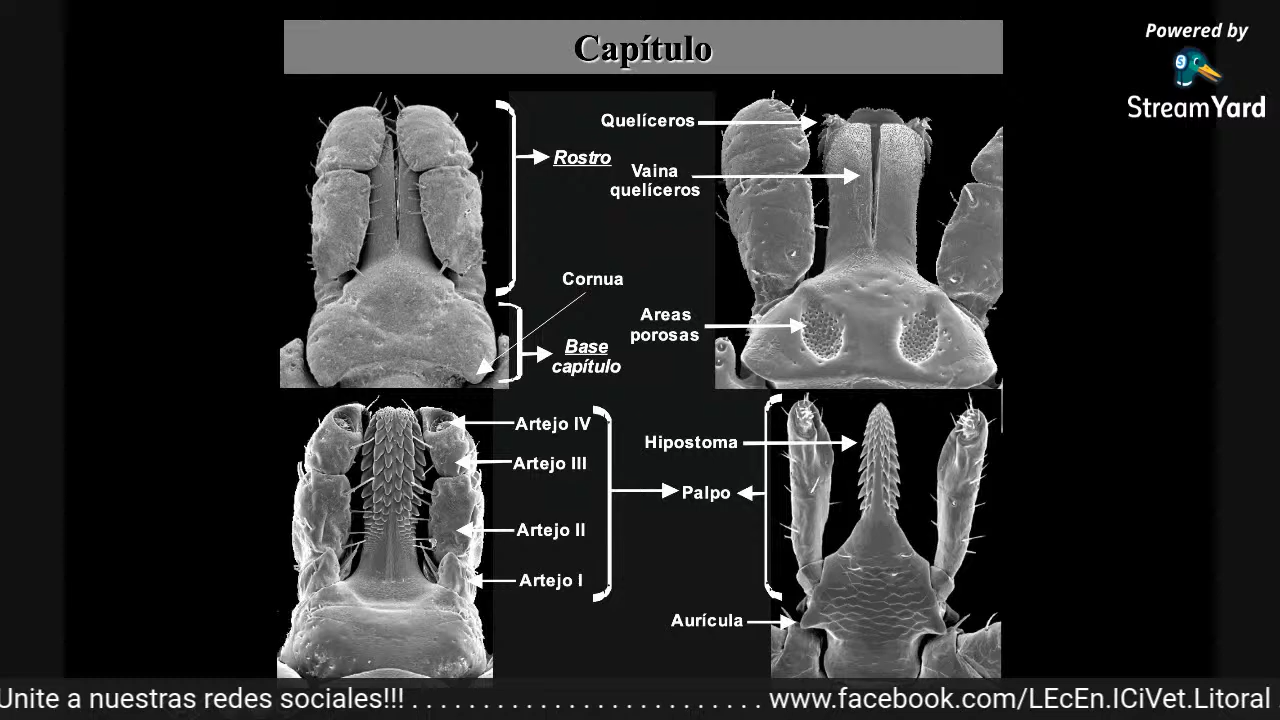 Capítulo
Powered by
StreamYard
Quelíceros
Rostro
Vaina
quelíceros
Cornua
Areas
porosas
Base
capítulo
Artejo IV
Hipostoma
Artejo III
Palpo
Artejo II
Artejo I
Aurícula
Unite a nuestras redes sociales!!! . . . . . . . . . . . . . . . . . . . . . . . . . . www.facebook.com/LEcEn.ICiVet.Litoral